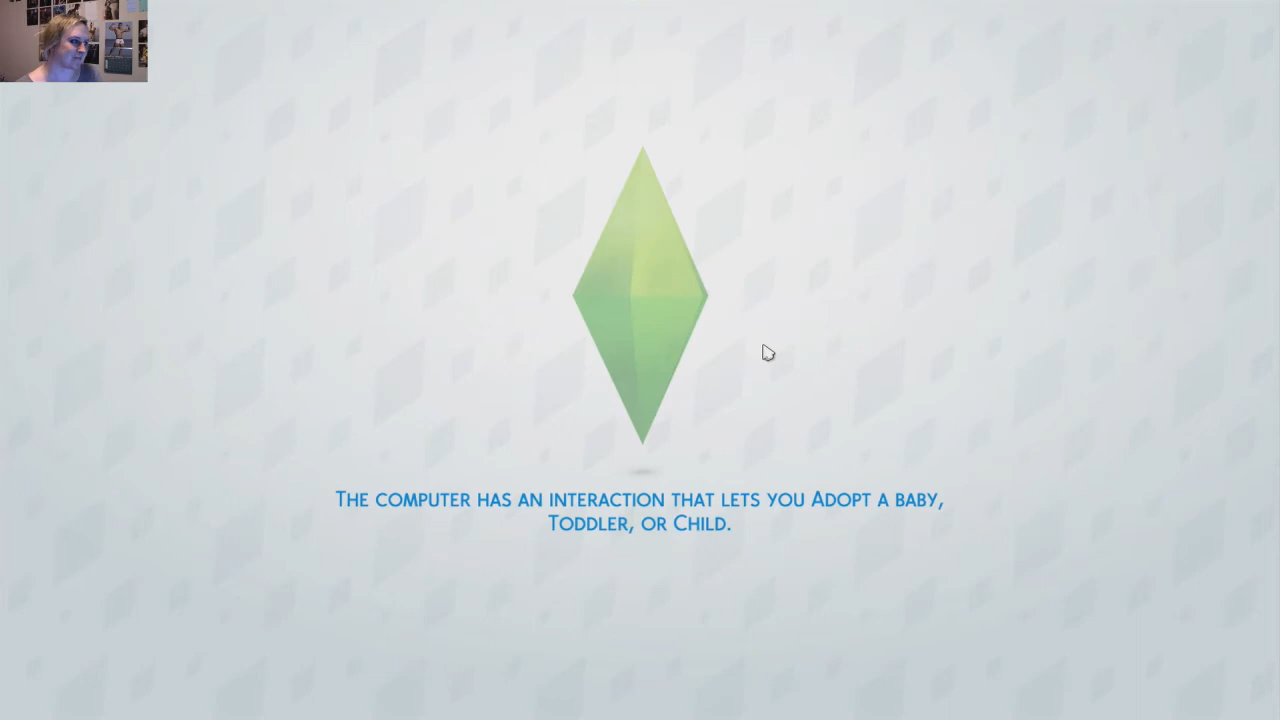 The computer has an interaction that lets you Adopt a baby,
Toddler, or Child.